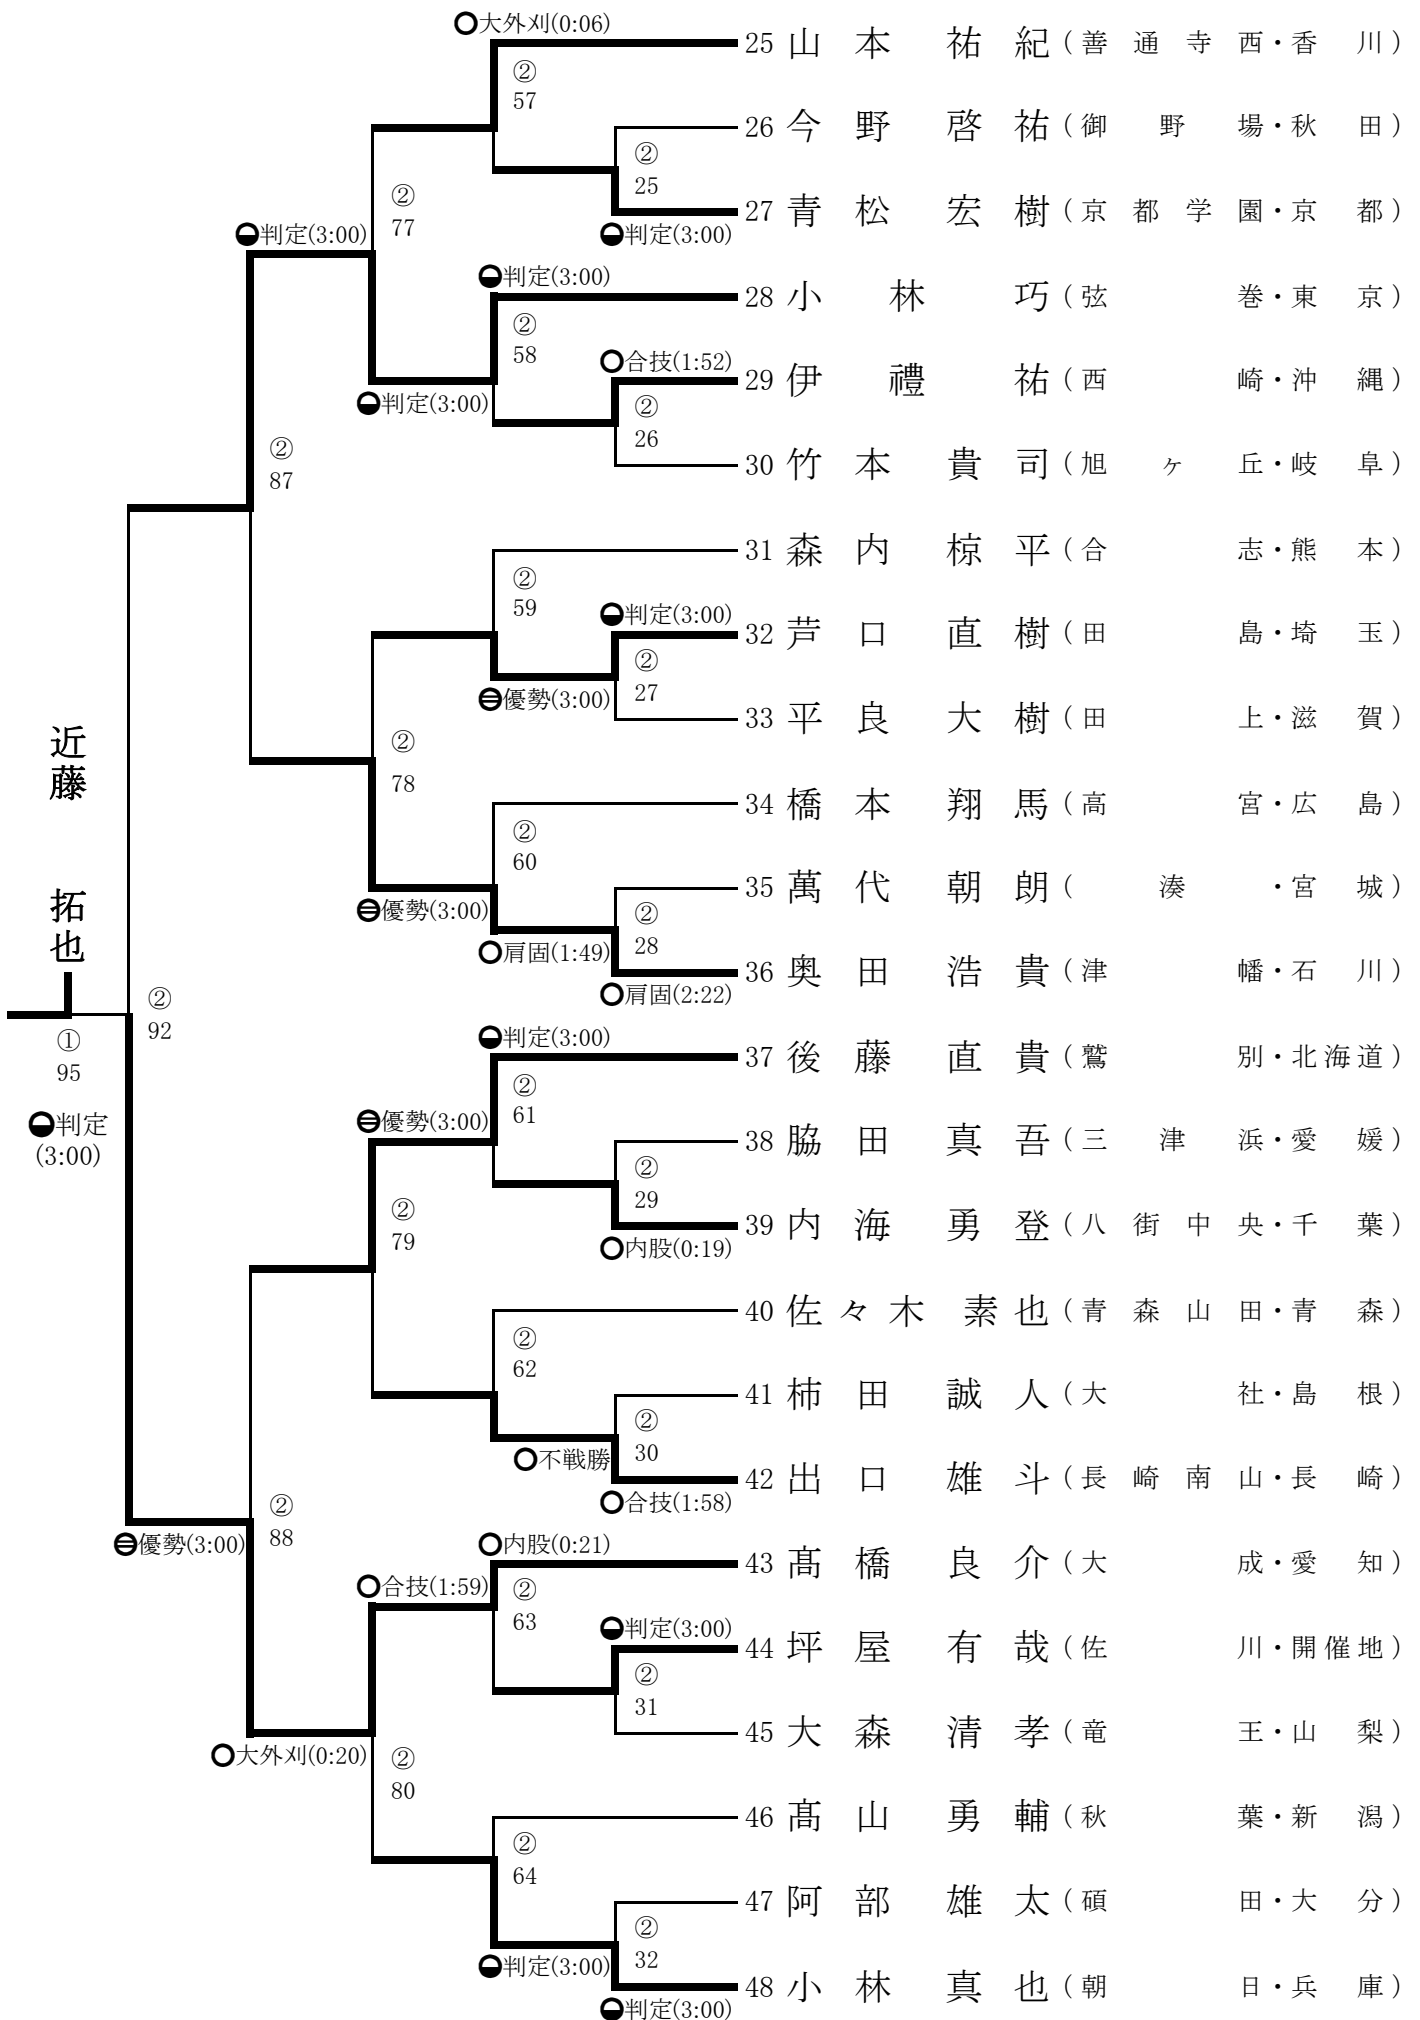 ○大外刈(0:06)
25 山本 祐紀 (善通寺西・香川)
②
57
26 今野 啓祐 (御野場・秋田)
②
25
②
77
27 青松 宏樹 (京都学園・京都)
判定(3:00)
判定(3:00)
判定(3:00)
28 小林 巧 (弦巻・東京)
②
58
合技(1:52)
29 伊禮 祐 (西崎・沖縄)
判定(3:00)
②
26
②
87
30 竹本 貴司 (旭ヶ丘・岐阜)
31 森内 椋平 (合志・熊本)
②
59
判定(3:00)
32 芦口 直樹 (田島・埼玉)
②
27
優勢(3:00)
33 平良 大樹 (田上・滋賀)
近藤 拓也
②
78
34 橋本 翔馬 (高宮・広島)
②
60
35 萬代 朝朗 (湊・宮城)
優勢(3:00)
②
28
肩固(1:49)
36 奥田 浩貴 (津幡・石川)
肩固(2:22)
②
92
①
95
判定
(3:00)
判定(3:00)
37 後藤 直貴 (鷲別・北海道)
②
61
優勢(3:00)
38 脇田 真吾 (三津浜・愛媛)
②
29
②
79
39 内海 勇登 (八街中央・千葉)
内股(0:19)
40 佐々木 素也 (青森山田・青森)
②
62
41 柿田 誠人 (大社・島根)
②
30
不戦勝
42 出口 雄斗 (長崎南山・長崎)
合技(1:58)
②
88
優勢(3:00)
内股(0:21)
43 髙橋 良介 (大成・愛知)
合技(1:59)
②
63
判定(3:00)
44 坪屋 有哉 (佐川・開催地)
②
31
45 大森 清孝 (竜王・山梨)
大外刈(0:20)
②
80
46 髙山 勇輔 (秋葉・新潟)
②
64
47 阿部 雄太 (碩田・大分)
②
32
判定(3:00)
48 小林 真也 (朝日・兵庫)
判定(3:00)